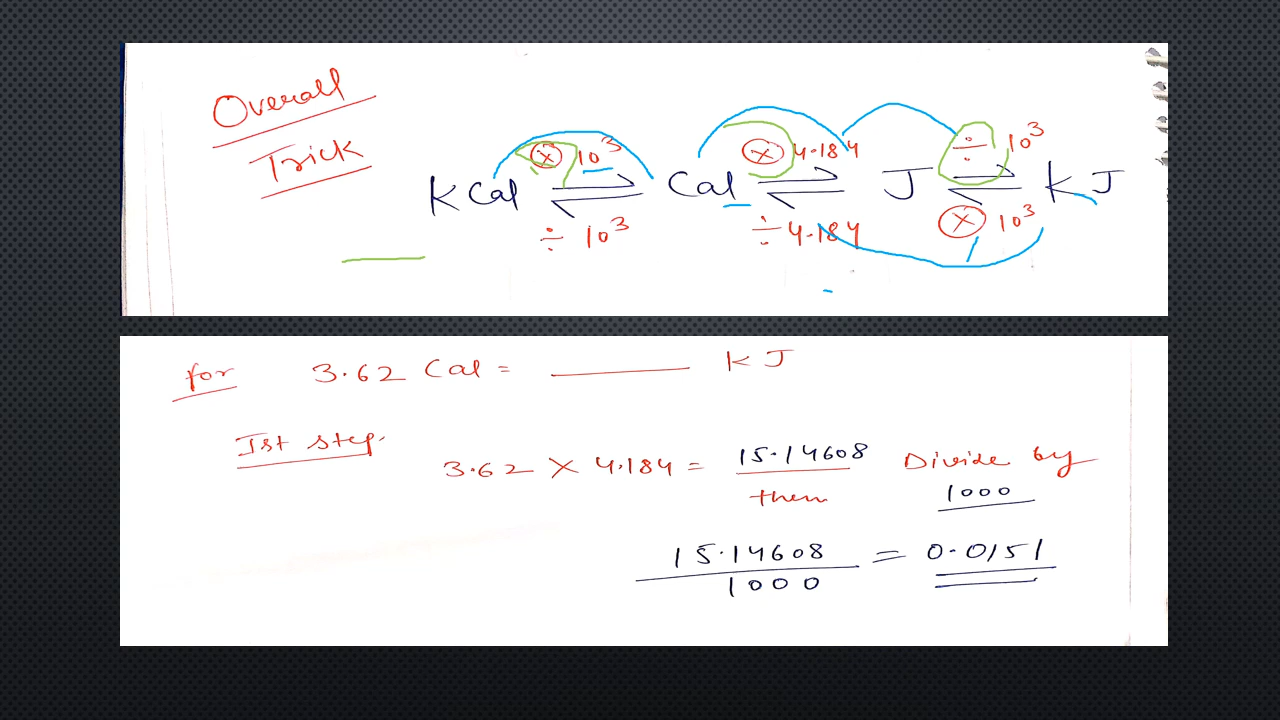 Overall
Trick
× 10³ × 4.184 ÷ 10³
KCal ⇌ Cal ⇌ J ⇌ kJ
÷ 10³ ÷ 4.184 × 10³
for 3.62 Cal = ______ KJ
Ist step.
3.62 × 4.184 = 15.14608 Divide by
then 1000
15.14608
1000
= 0.0151